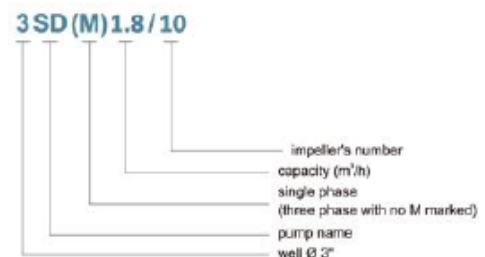 3SD(M)1.8/10
impeller's number
capacity (m³/h)
single phase
(three phase with no M marked)
pump name
well Ø 3"